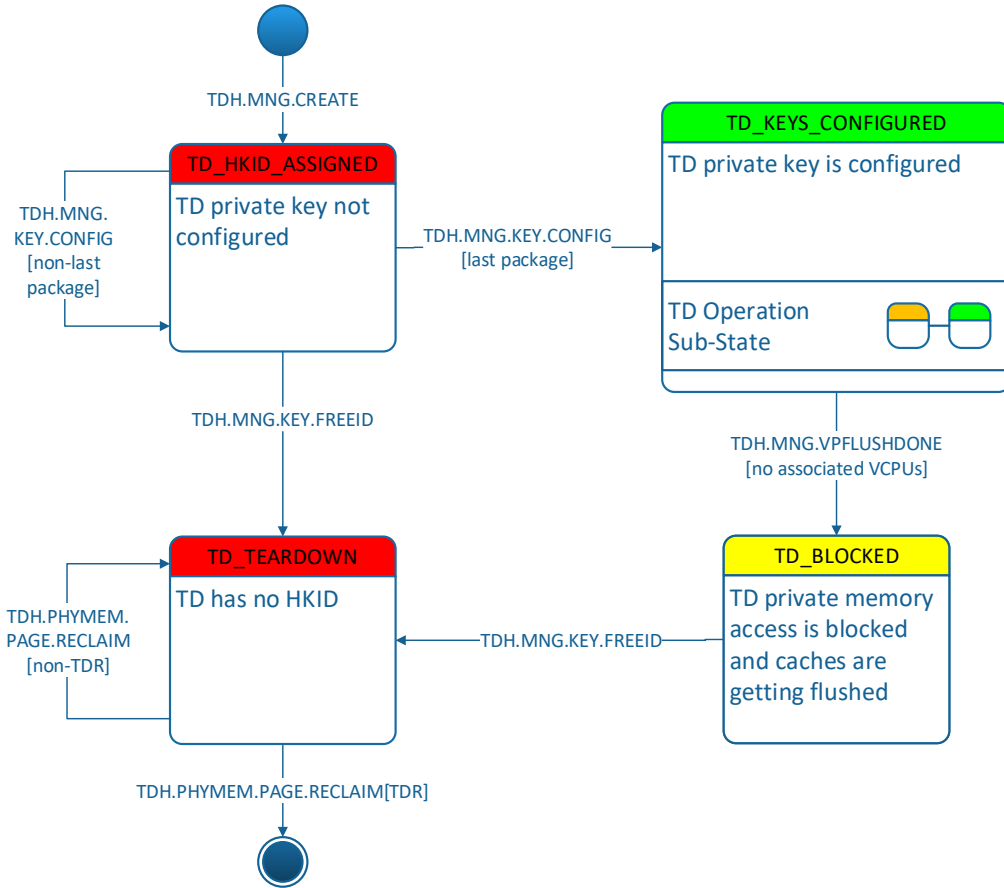 TDH.MNG.CREATE
TD_HKID_ASSIGNED
TD private key not
configured
TDH.MNG.
KEY.CONFIG
[non-last
package]
TDH.MNG.KEY.CONFIG
[last package]
TD_KEYS_CONFIGURED
TD private key is configured
TD Operation
Sub-State
TDH.MNG.KEY.FREEID
TDH.MNG.VPFLUSHDONE
[no associated VCPUs]
TD_TEARDOWN
TD has no HKID
TDH.PHYMEM.
PAGE.RECLAIM
[non-TDR]
TDH.MNG.KEY.FREEID
TD_BLOCKED
TD private memory
access is blocked
and caches are
getting flushed
TDH.PHYMEM.PAGE.RECLAIM[TDR]